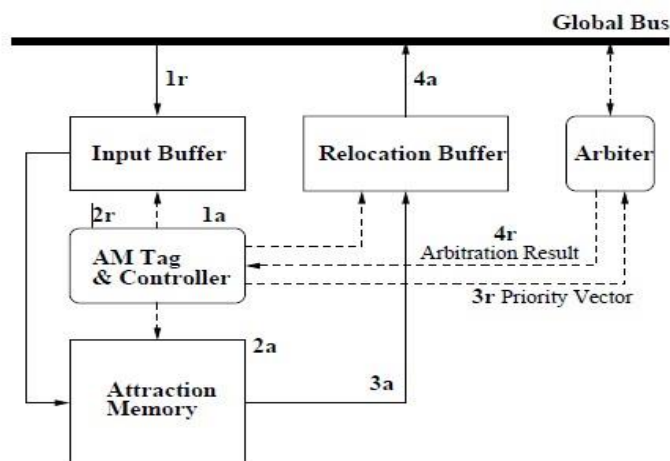 Global Bus
1r
4a
Input Buffer
Relocation Buffer
Arbiter
2r
1a
4r
AM Tag
& Controller
Arbitration Result
3r Priority Vector
2a
Attraction
Memory
3a